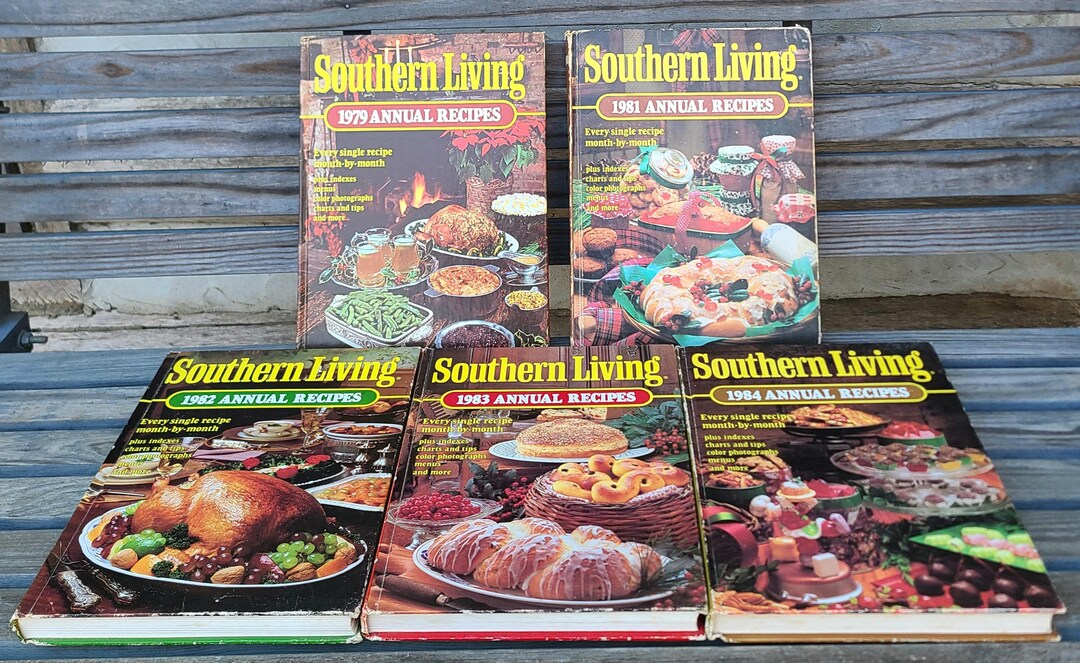 Southern Living
1979 ANNUAL RECIPES
Every single recipe
month-by-month
plus indexes
menus
color photographs
charts and tips
and more
Southern Living
1981 ANNUAL RECIPES
Every single recipe
month-by-month
plus indexes
charts and tips
color photographs
menus
and more
Southern Living
1982 ANNUAL RECIPES
Every single recipe
month-by-month
plus indexes
charts and tips
color photographs
menus
and more
Southern Living
1983 ANNUAL RECIPES
Every single recipe
month-by-month
plus indexes
charts and tips
color photographs
menus
and more
Southern Living
1984 ANNUAL RECIPES
Every single recipe
month-by-month
plus indexes
charts and tips
color photographs
menus
and more